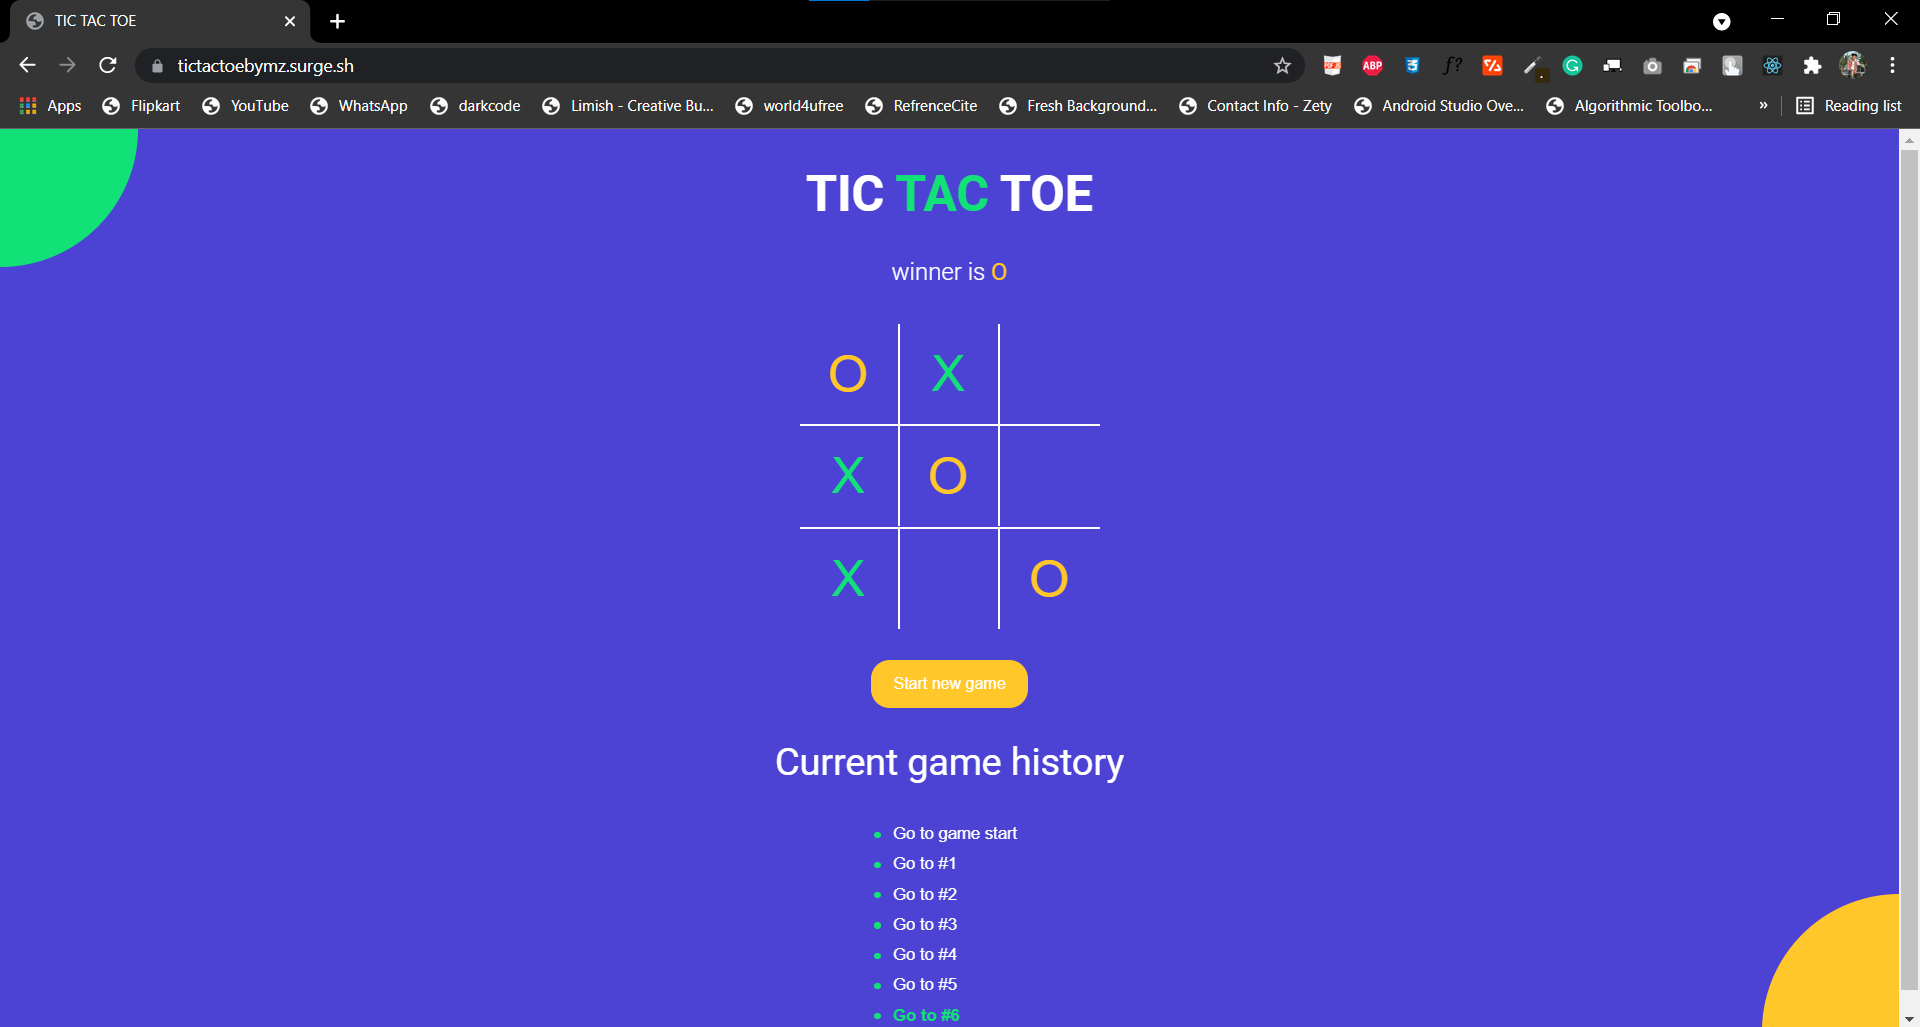 TIC TAC TOE
tictactoebymz.surge.sh
Apps Flipkart YouTube WhatsApp darkcode Limish - Creative Bu... world4ufree RefrenceCite Fresh Background... Contact Info - Zety Android Studio Ove... Algorithmic Toolbo... » Reading list
TIC TAC TOE
winner is O
O X
X O
X O
Start new game
Current game history
Go to game start
Go to #1
Go to #2
Go to #3
Go to #4
Go to #5
Go to #6